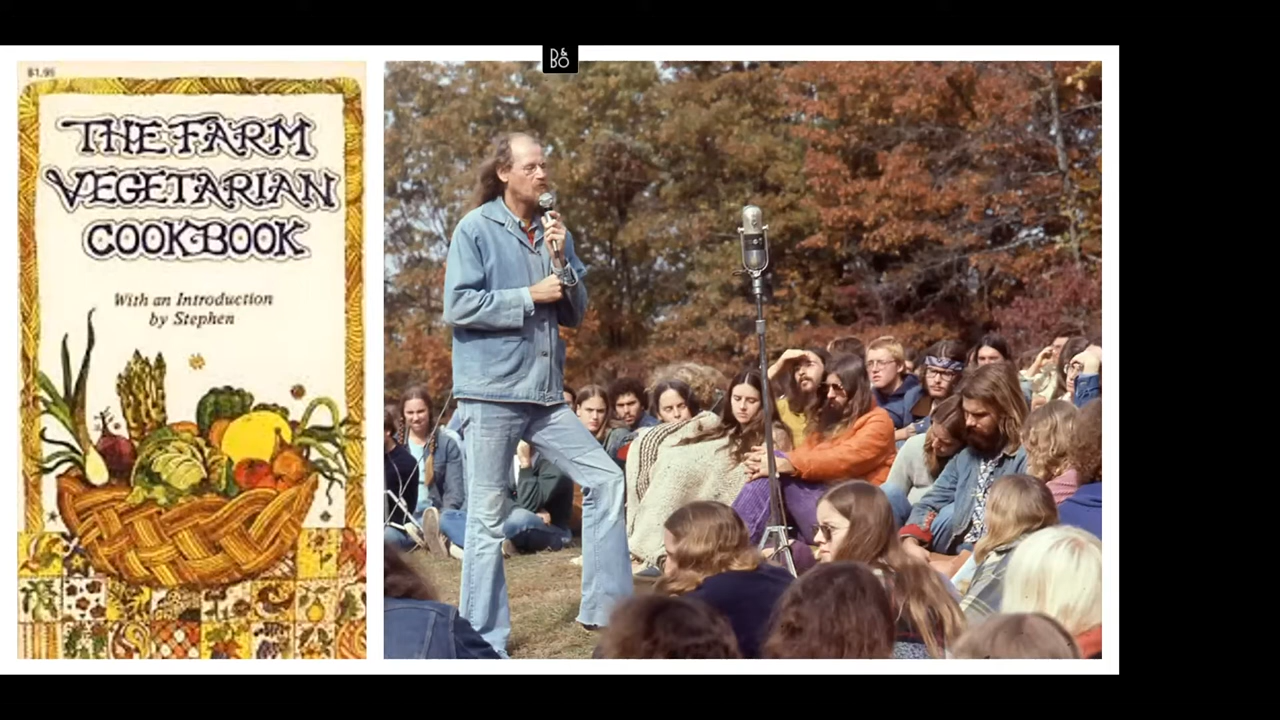 $1.95
THE FARM
VEGETARIAN
COOKBOOK
With an Introduction
by Stephen
B&O